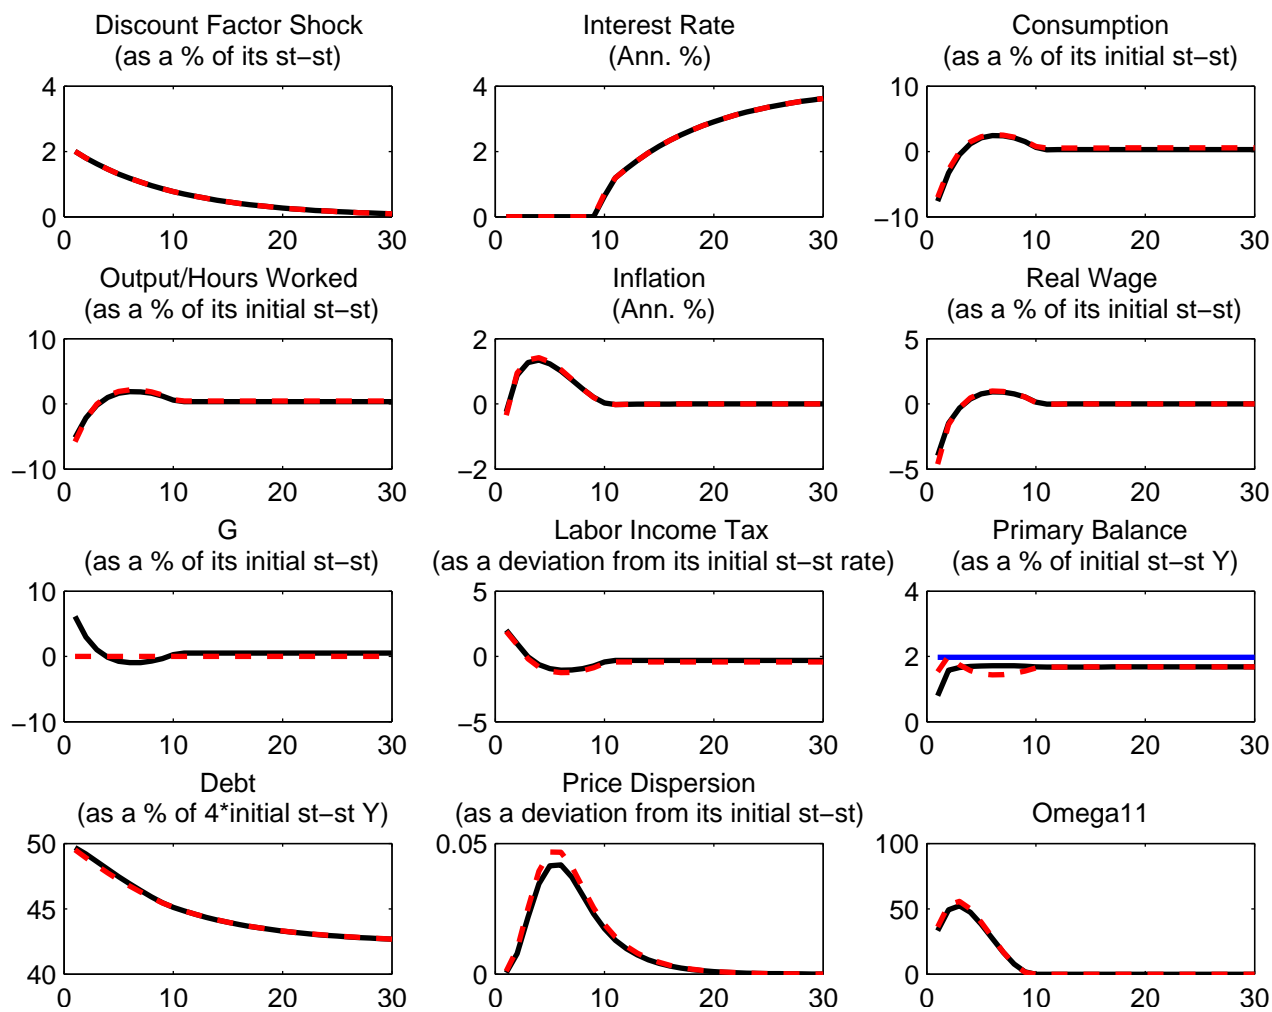 Discount Factor Shock
(as a % of its st−st)
4
2
0
0 10 20 30
Interest Rate
(Ann. %)
4
2
0
0 10 20 30
Consumption
(as a % of its initial st−st)
10
0
−10
0 10 20 30
Output/Hours Worked
(as a % of its initial st−st)
10
0
−10
0 10 20 30
Inflation
(Ann. %)
2
0
−2
0 10 20 30
Real Wage
(as a % of its initial st−st)
5
0
−5
0 10 20 30
G
(as a % of its initial st−st)
10
0
−10
0 10 20 30
Labor Income Tax
(as a deviation from its initial st−st rate)
5
0
−5
0 10 20 30
Primary Balance
(as a % of initial st−st Y)
4
2
0
0 10 20 30
Debt
(as a % of 4*initial st−st Y)
50
45
40
0 10 20 30
Price Dispersion
(as a deviation from its initial st−st)
0.05
0
0 10 20 30
Omega11
100
50
0
0 10 20 30